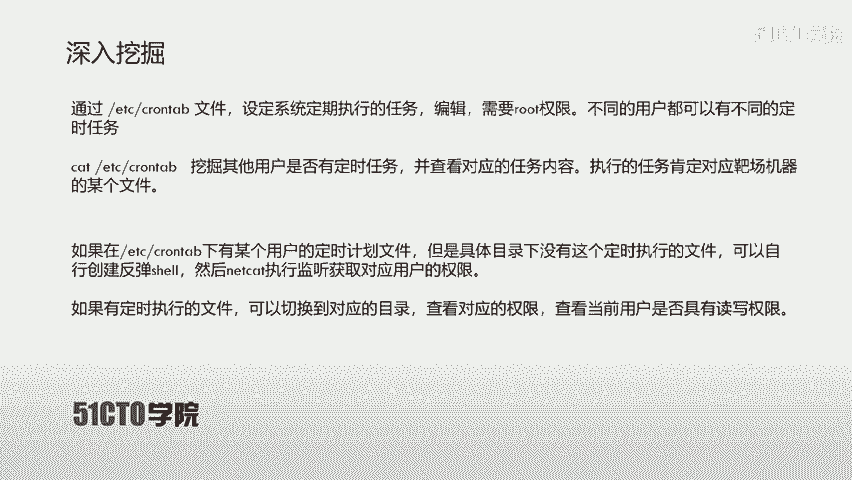 深入挖掘
通过 /etc/crontab 文件，设定系统定期执行的任务，编辑，需要root权限。不同的用户都可以有不同的定
时任务
cat /etc/crontab 挖掘其他用户是否有定时任务，并查看对应的任务内容。执行的任务肯定对应靶场机器
的某个文件。
如果在/etc/crontab下有某个用户的定时计划文件，但是具体目录下没有这个定时执行的文件，可以自
行创建反弹shell，然后netcat执行监听获取对应用户的权限。
如果有定时执行的文件，可以切换到对应的目录，查看对应的权限，查看当前用户是否具有读写权限。
51CTO学院